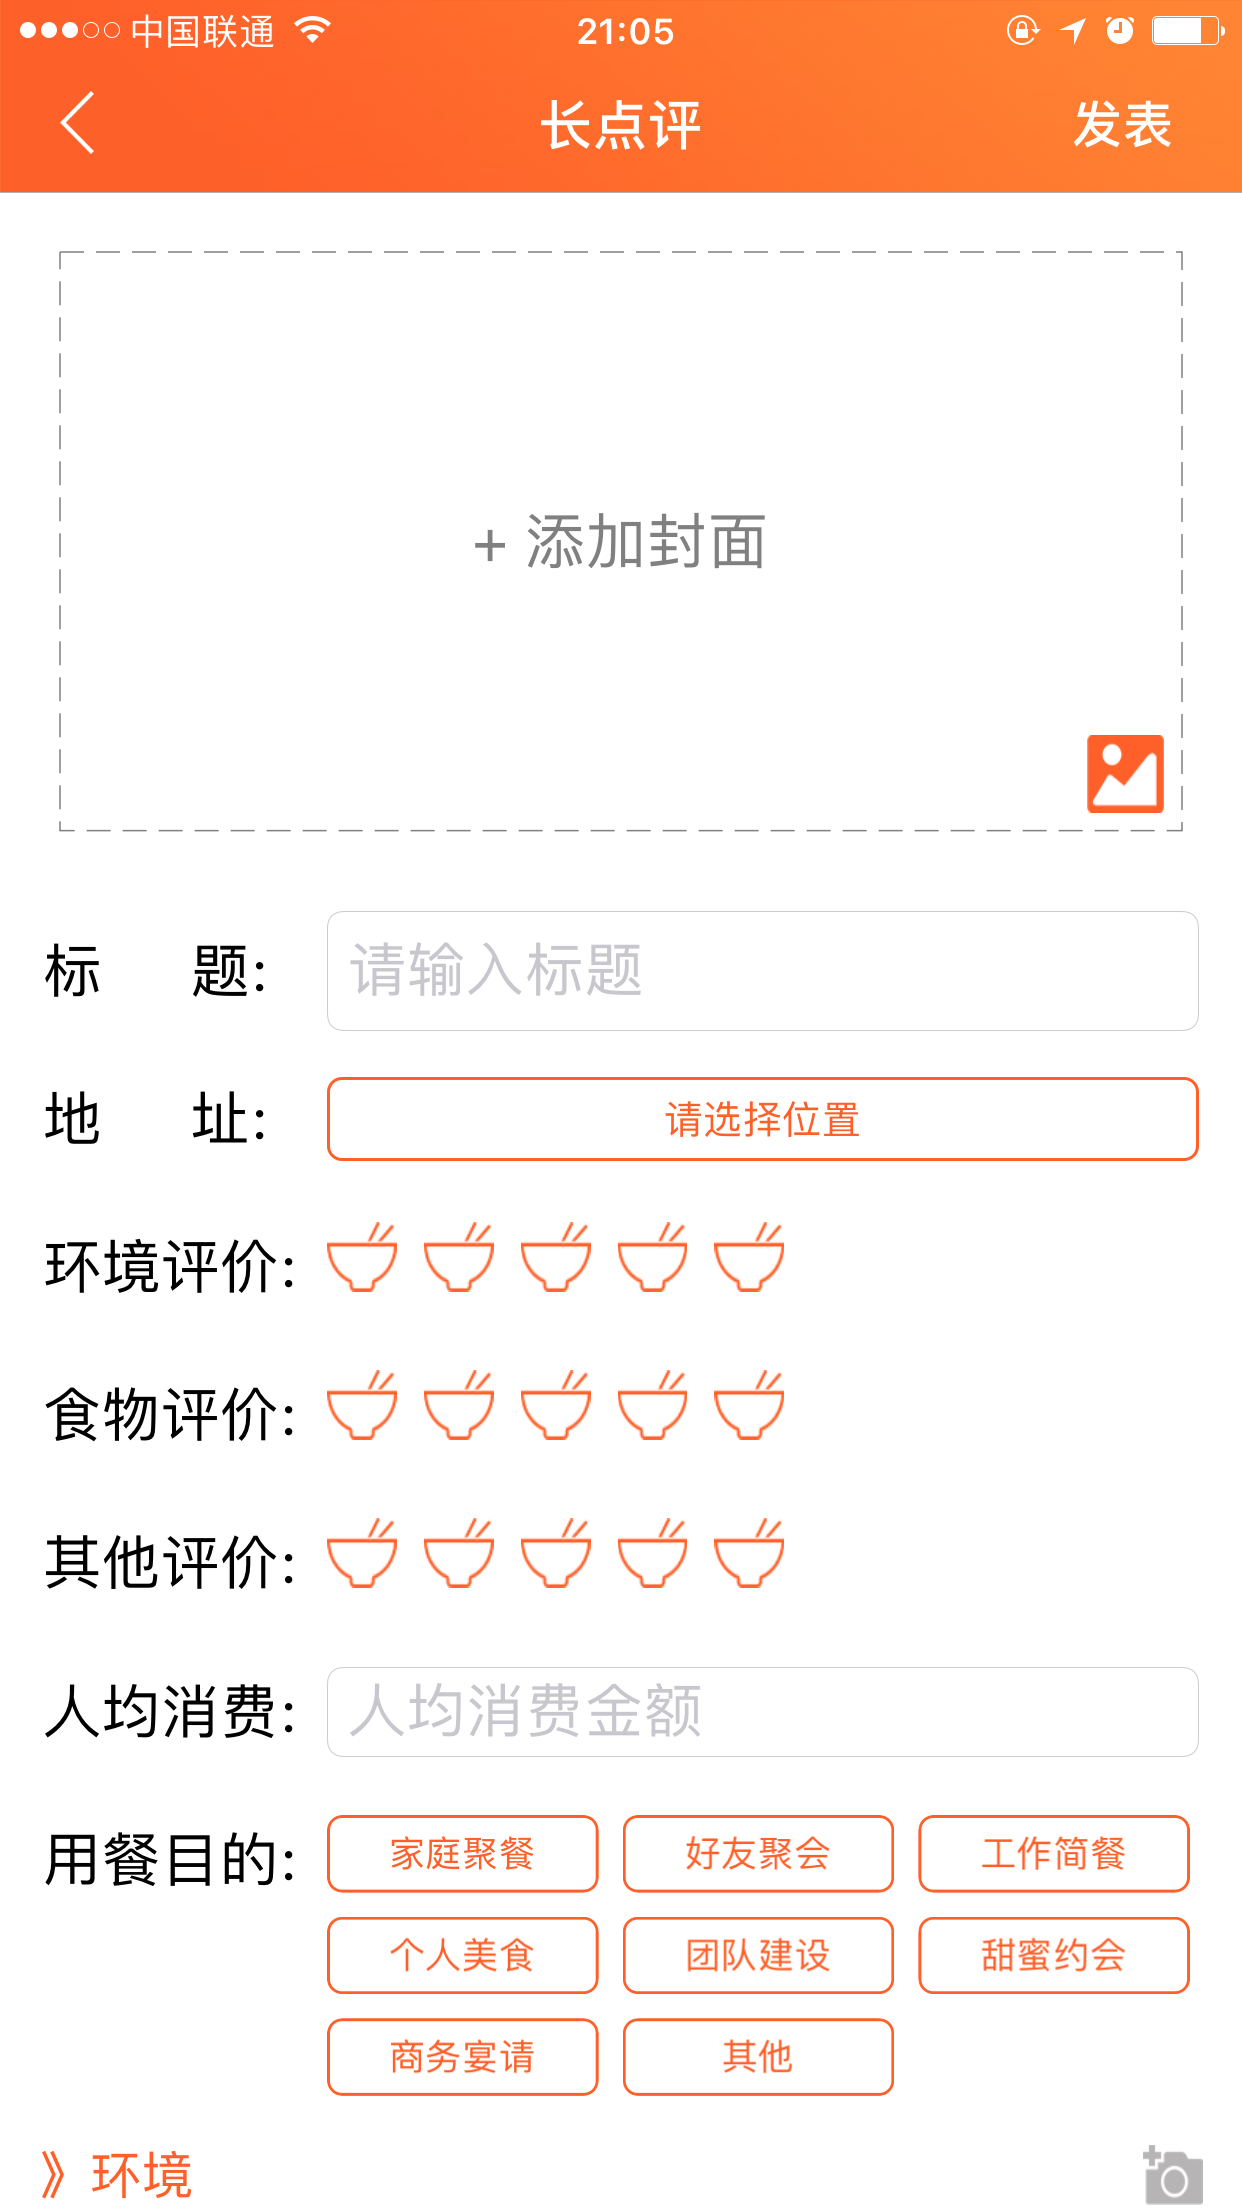 中国联通 21:05
长点评 发表
+ 添加封面
标 题: 请输入标题
地 址: 请选择位置
环境评价:
食物评价:
其他评价:
人均消费: 人均消费金额
用餐目的: 家庭聚餐 好友聚会 工作简餐
个人美食 团队建设 甜蜜约会
商务宴请 其他
》环境